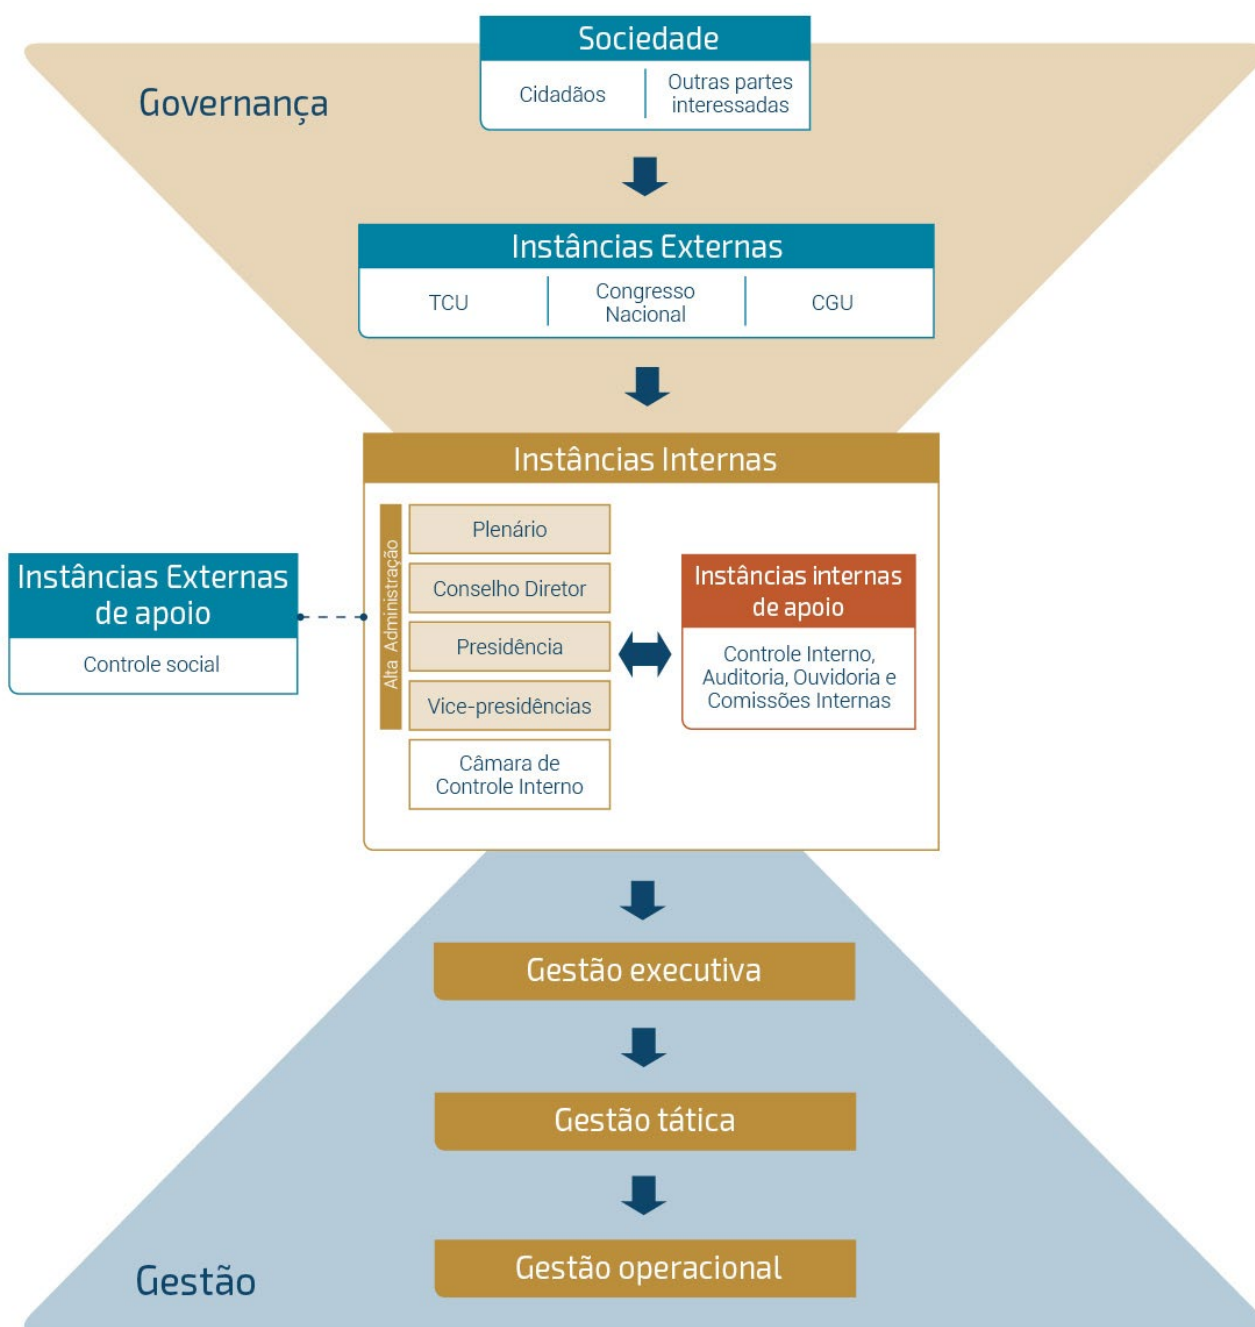 Sociedade
Cidadãos
Outras partes
interessadas
Governança
Instâncias Externas
TCU
Congresso
Nacional
CGU
Instâncias Internas
Alta Administração
Plenário
Conselho Diretor
Presidência
Vice-presidências
Câmara de
Controle Interno
Instâncias Externas
de apoio
Controle social
Instâncias internas
de apoio
Controle Interno,
Auditoria, Ouvidoria e
Comissões Internas
Gestão executiva
Gestão tática
Gestão operacional
Gestão